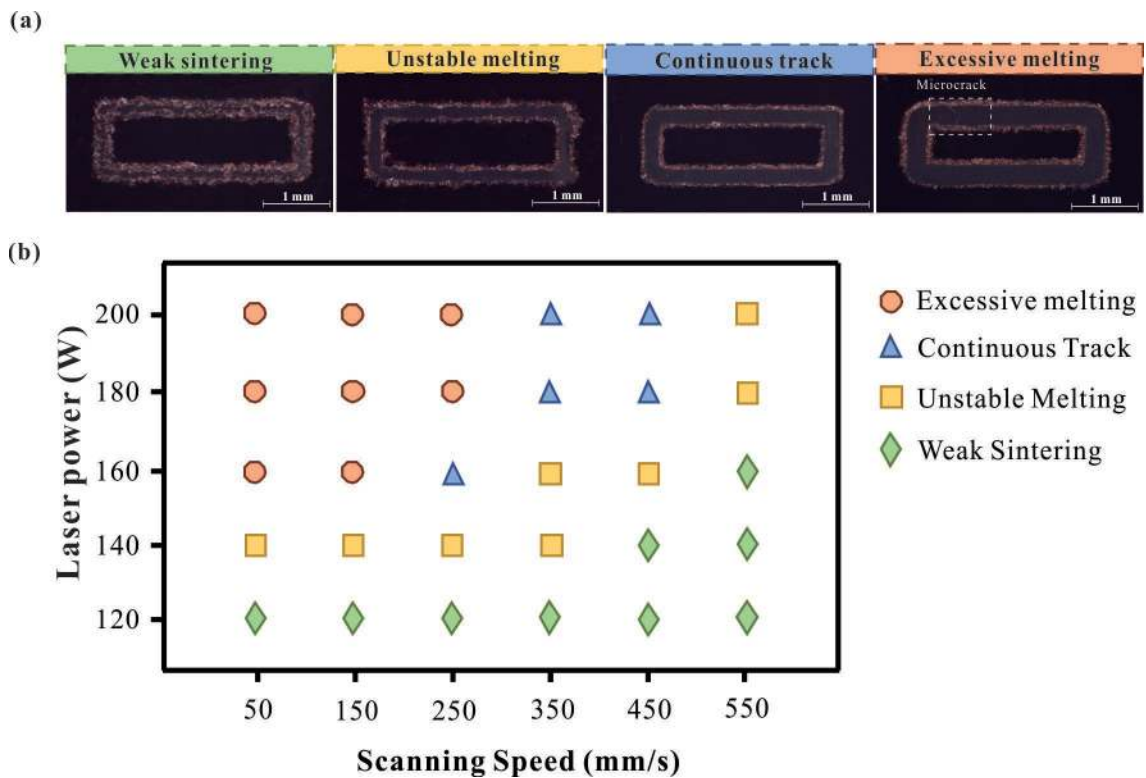 (a)
Weak sintering
Unstable melting
Continuous track
Excessive melting
Microcrack
1 mm
1 mm
1 mm
1 mm
(b)
Laser power (W)
200
180
160
140
120
50
150
250
350
450
550
Scanning Speed (mm/s)
Excessive melting
Continuous Track
Unstable Melting
Weak Sintering